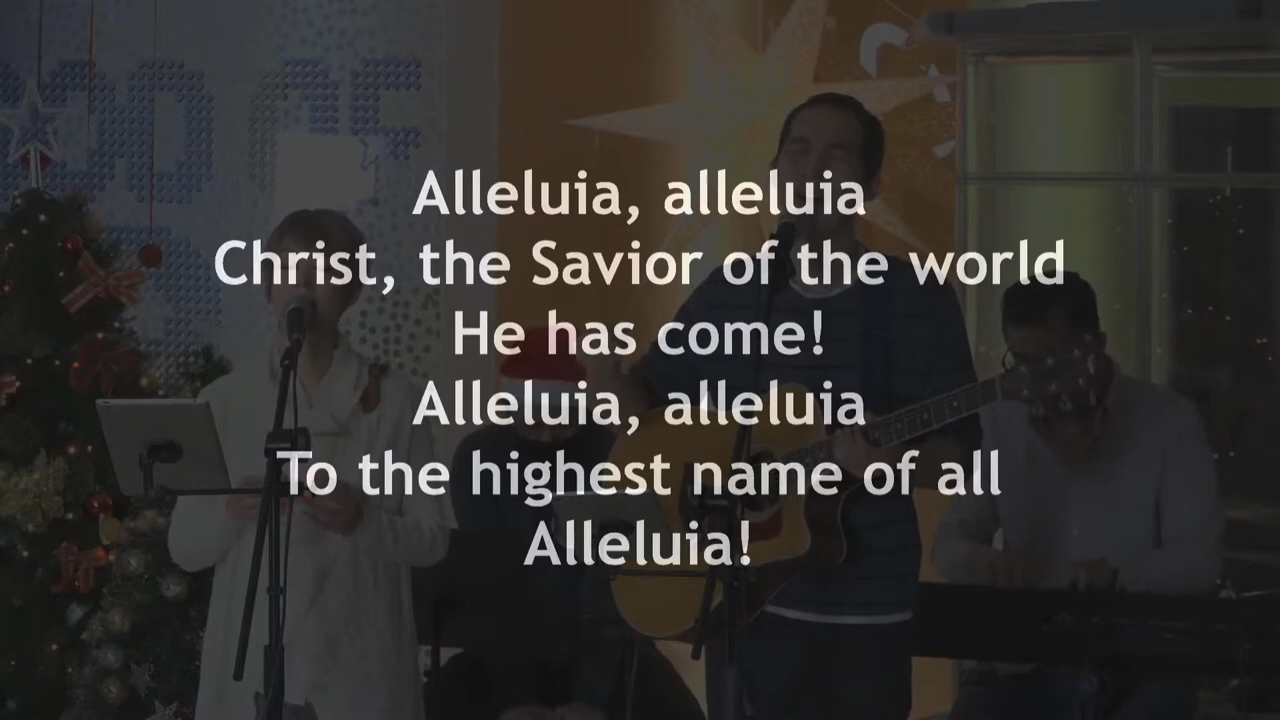 Alleluia, alleluia
Christ, the Savior of the world
He has come!
Alleluia, alleluia
To the highest name of all
Alleluia!